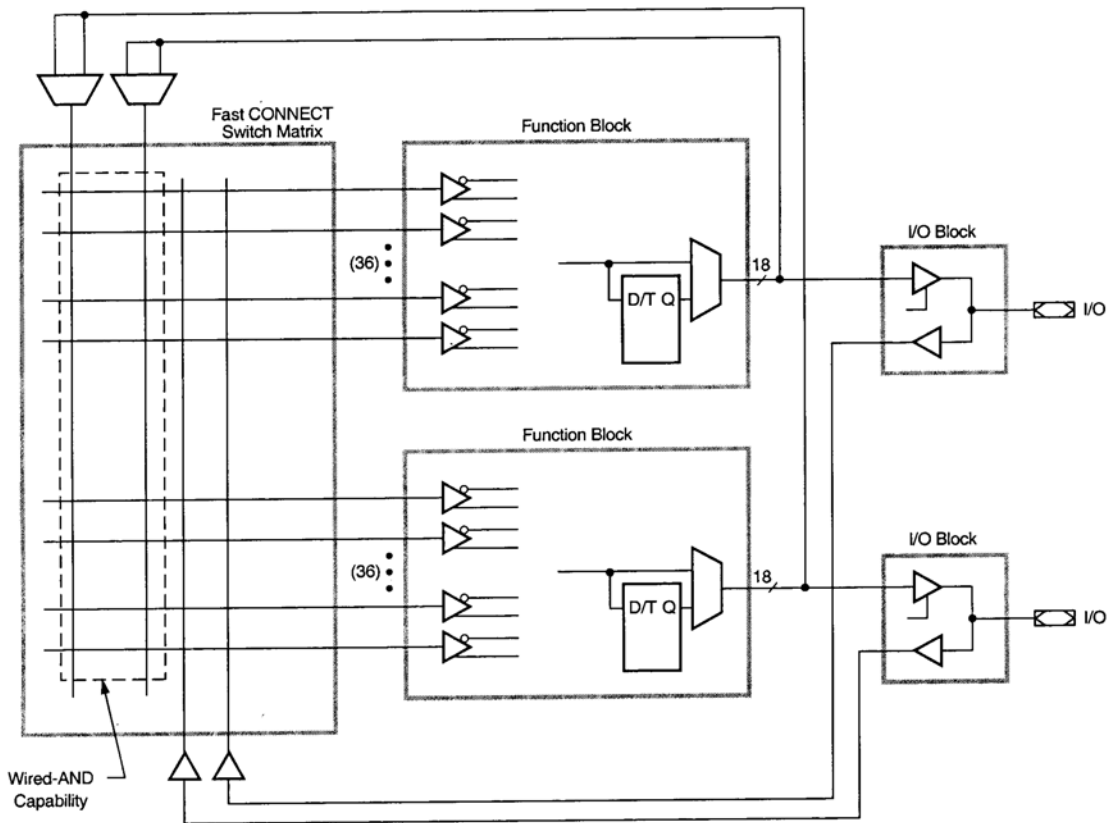 Fast CONNECT
Switch Matrix
Function Block
(36)
D/T Q
18
I/O Block
I/O
Function Block
(36)
D/T Q
18
I/O Block
I/O
Wired-AND
Capability